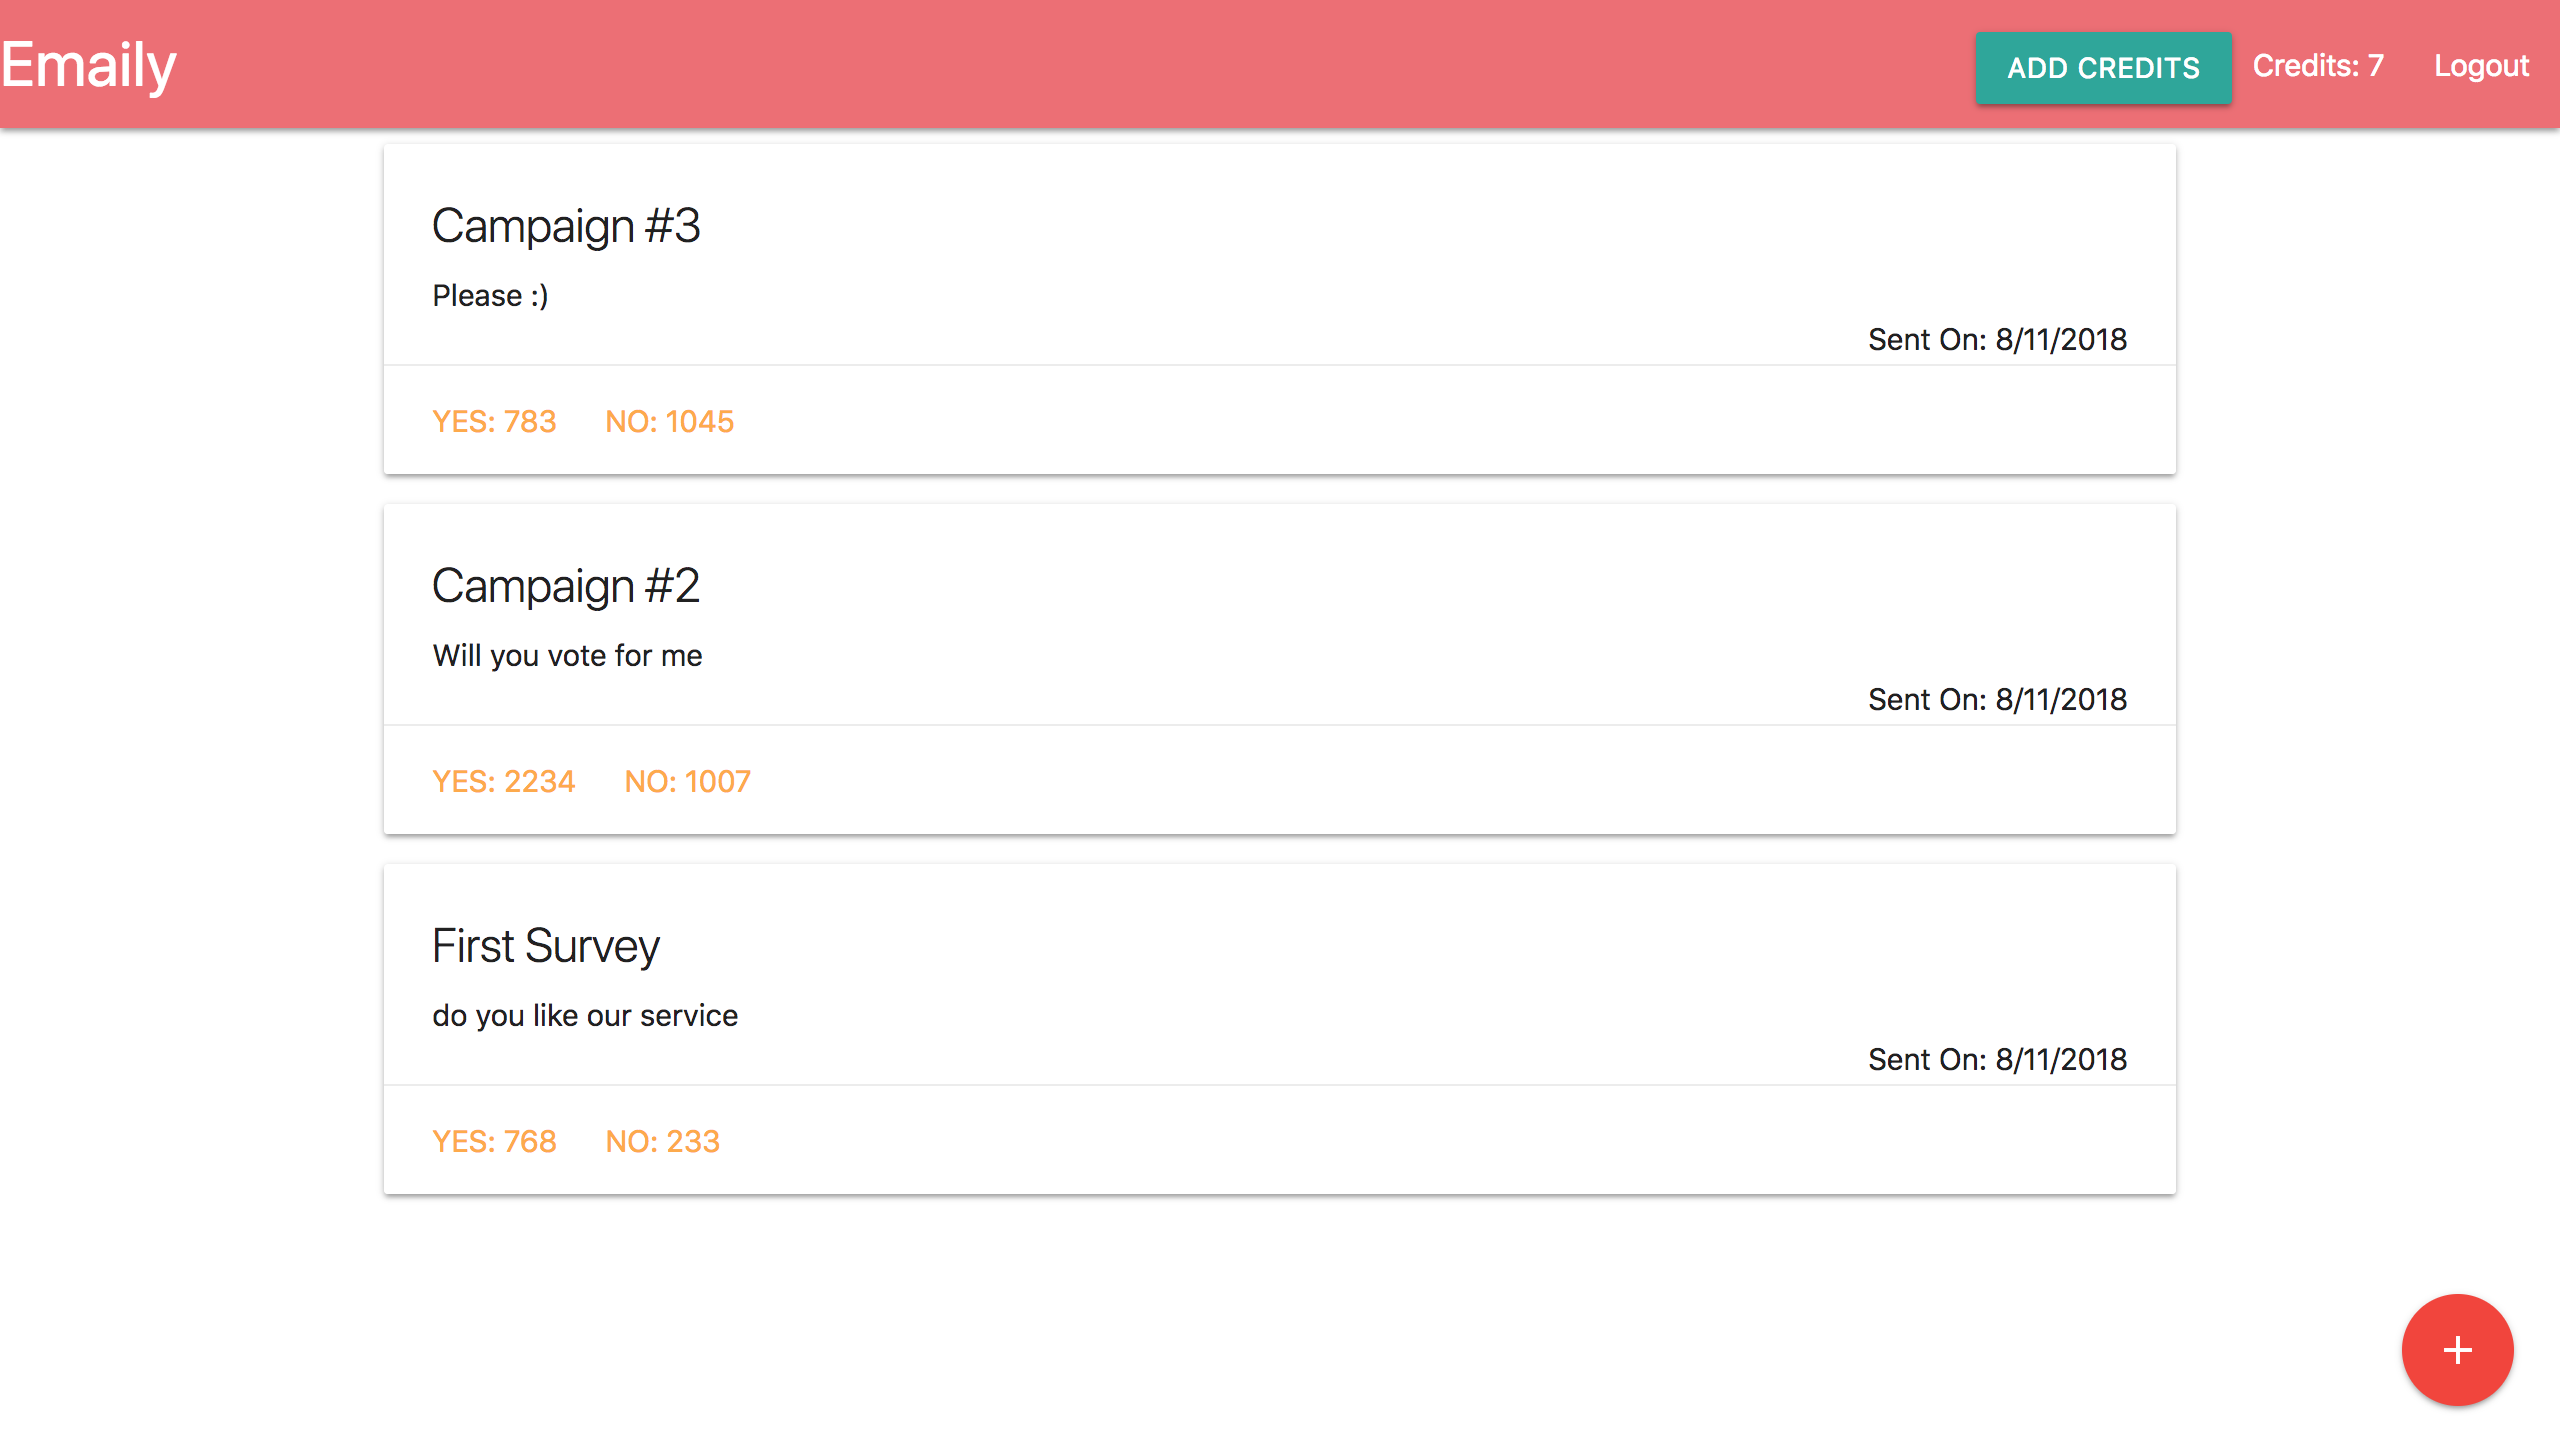 Emaily
ADD CREDITS Credits: 7 Logout
Campaign #3
Please :)
Sent On: 8/11/2018
YES: 783 NO: 1045
Campaign #2
Will you vote for me
Sent On: 8/11/2018
YES: 2234 NO: 1007
First Survey
do you like our service
Sent On: 8/11/2018
YES: 768 NO: 233
+